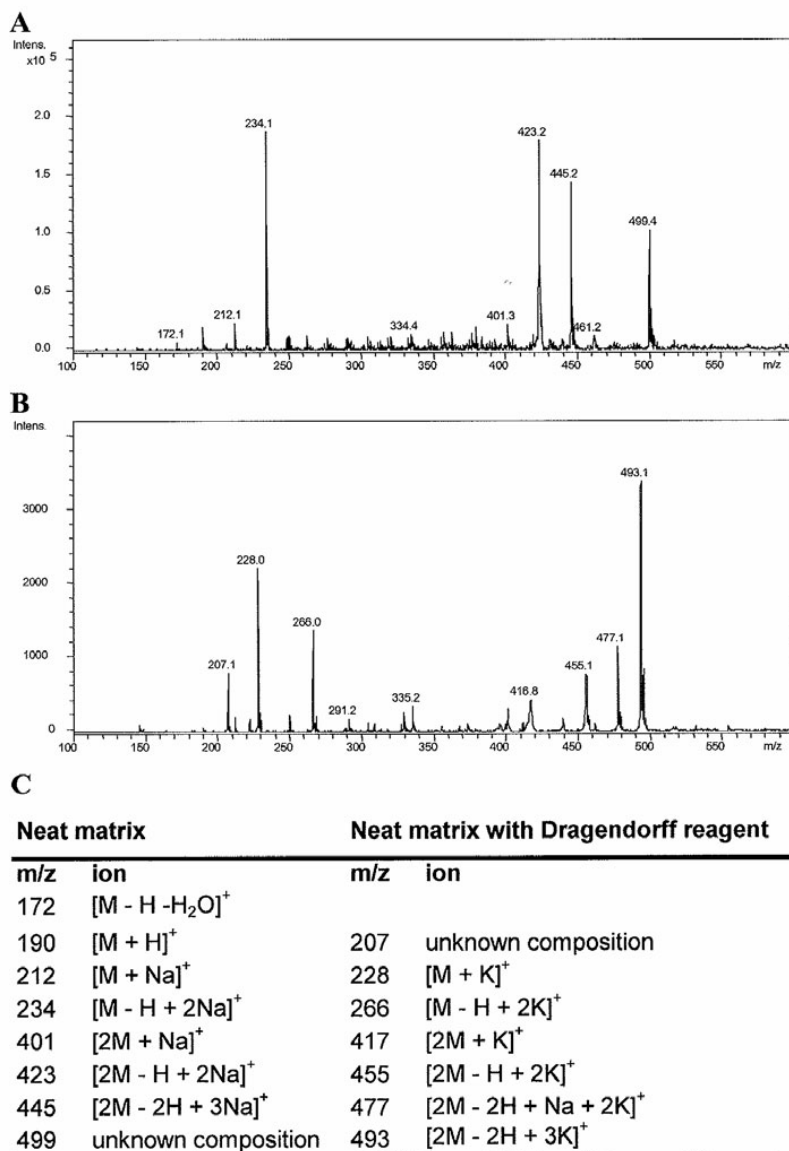 A
Intens.
x10 5
2.0
1.5
1.0
0.5
0.0
172.1
212.1
234.1
334.4
401.3
423.2
445.2
461.2
499.4
100 150 200 250 300 350 400 450 500 550 m/z
B
Intens.
3000
2000
1000
0
207.1
228.0
266.0
291.2
335.2
416.8
455.1
477.1
493.1
100 150 200 250 300 350 400 450 500 550 m/z
C
Neat matrix Neat matrix with Dragendorff reagent
m/z ion m/z ion
172 [M - H -H₂O]⁺
190 [M + H]⁺ 207 unknown composition
212 [M + Na]⁺ 228 [M + K]⁺
234 [M - H + 2Na]⁺ 266 [M - H + 2K]⁺
401 [2M + Na]⁺ 417 [2M + K]⁺
423 [2M - H + 2Na]⁺ 455 [2M - H + 2K]⁺
445 [2M - 2H + 3Na]⁺ 477 [2M - 2H + Na + 2K]⁺
499 unknown composition 493 [2M - 2H + 3K]⁺